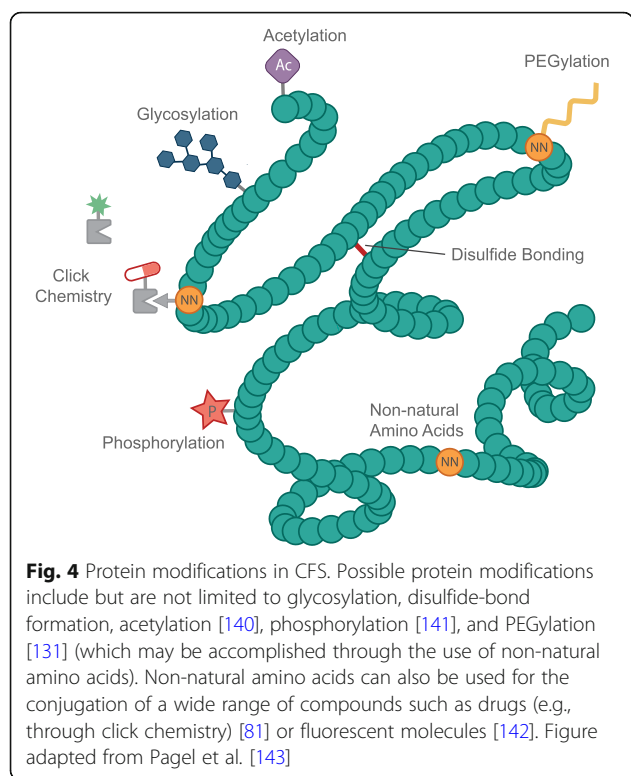 Acetylation
Ac
PEGylation
Glycosylation
NN
Disulfide Bonding
Click
Chemistry
NN
P
Phosphorylation
Non-natural
Amino Acids
NN
Fig. 4 Protein modifications in CFS. Possible protein modifications
include but are not limited to glycosylation, disulfide-bond
formation, acetylation [140], phosphorylation [141], and PEGylation
[131] (which may be accomplished through the use of non-natural
amino acids). Non-natural amino acids can also be used for the
conjugation of a wide range of compounds such as drugs (e.g.,
through click chemistry) [81] or fluorescent molecules [142]. Figure
adapted from Pagel et al. [143]